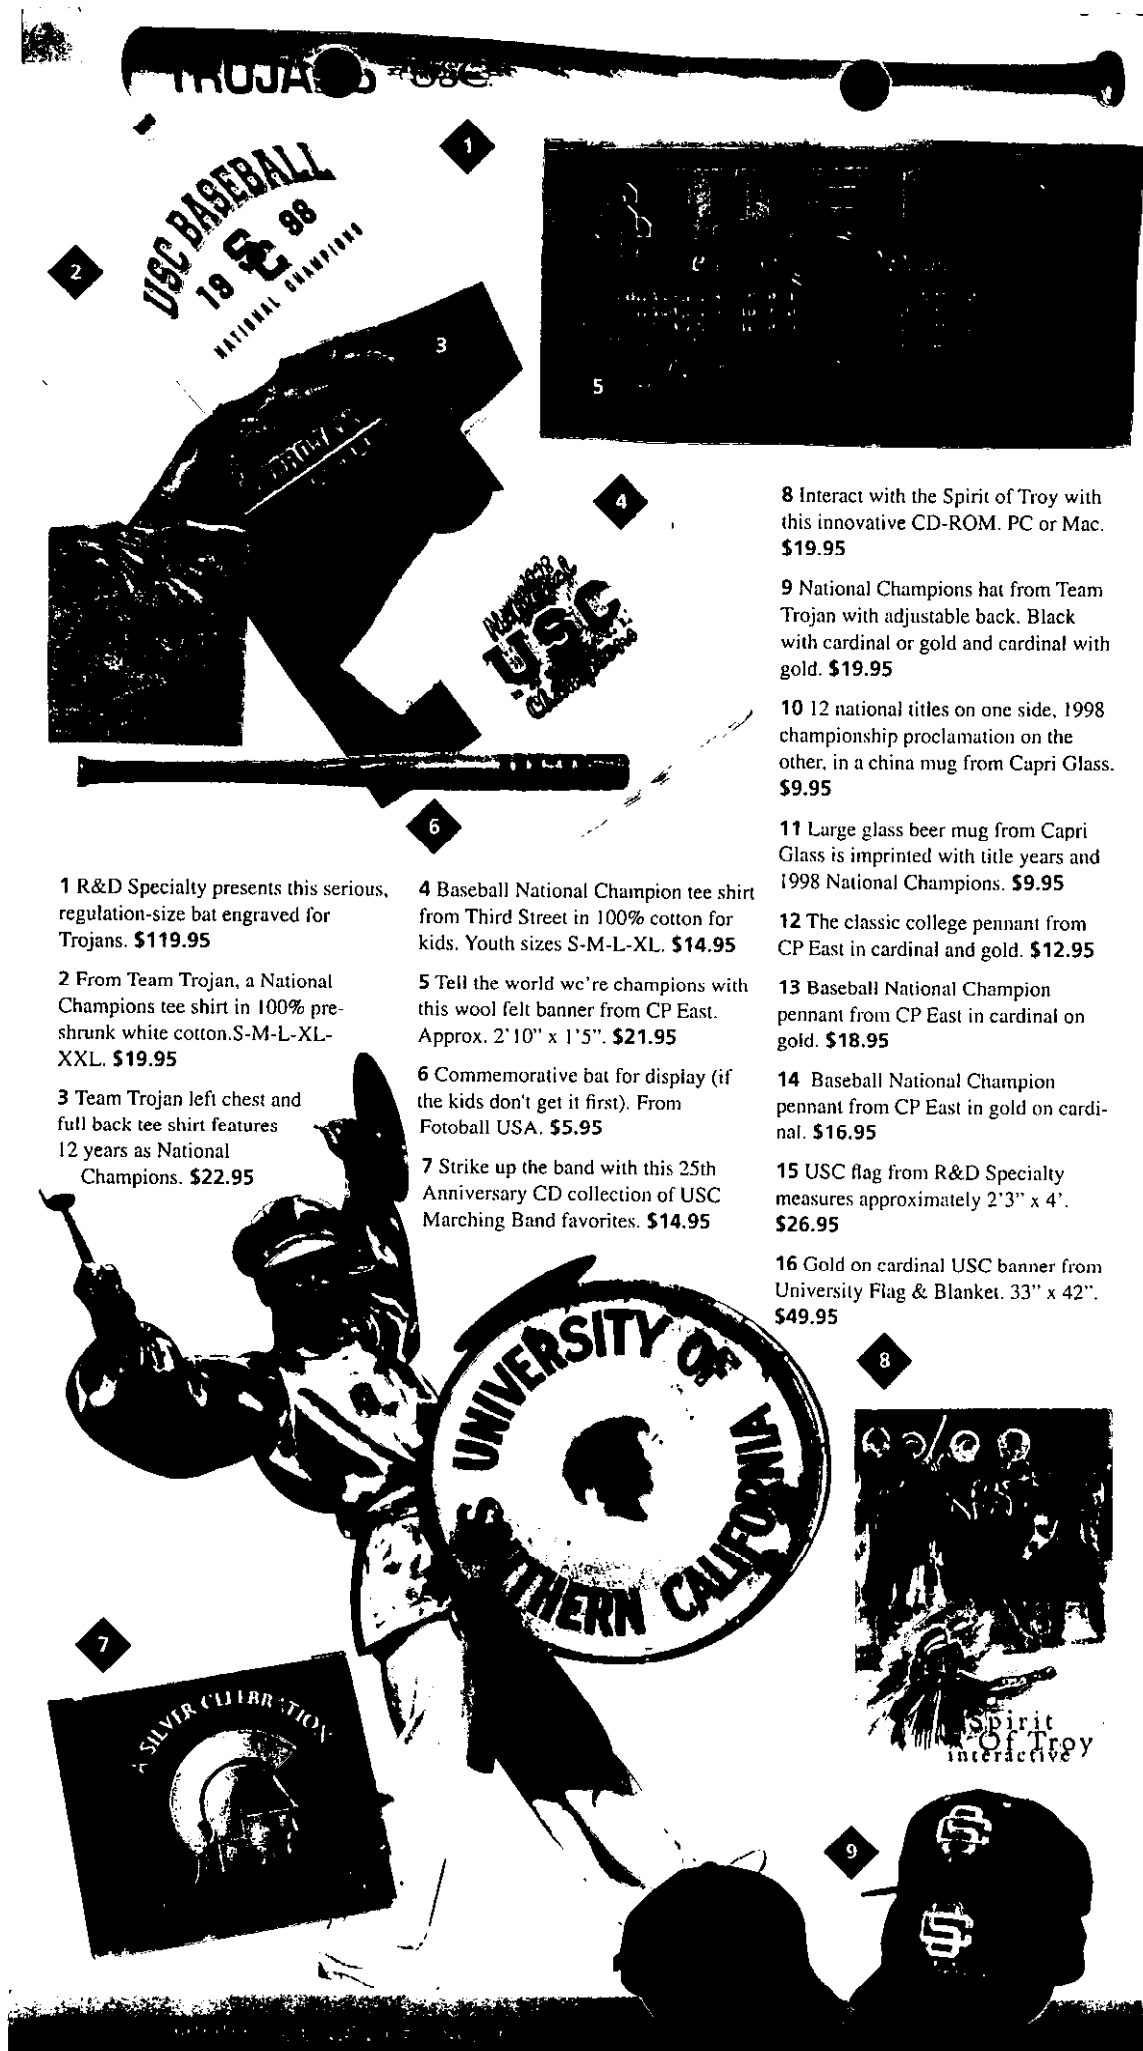 TROJANS USC
1
USC BASEBALL
19 SC 98
NATIONAL CHAMPIONS
2
3
TROJAN
5
4
1998
National
USC
Champions
6
1 R&D Specialty presents this serious,
regulation-size bat engraved for
Trojans. $119.95
2 From Team Trojan, a National
Champions tee shirt in 100% pre-
shrunk white cotton.S-M-L-XL-
XXL. $19.95
3 Team Trojan left chest and
full back tee shirt features
12 years as National
Champions. $22.95
4 Baseball National Champion tee shirt
from Third Street in 100% cotton for
kids. Youth sizes S-M-L-XL. $14.95
5 Tell the world we're champions with
this wool felt banner from CP East.
Approx. 2'10" x 1'5". $21.95
6 Commemorative bat for display (if
the kids don't get it first). From
Fotoball USA. $5.95
7 Strike up the band with this 25th
Anniversary CD collection of USC
Marching Band favorites. $14.95
8 Interact with the Spirit of Troy with
this innovative CD-ROM. PC or Mac.
$19.95
9 National Champions hat from Team
Trojan with adjustable back. Black
with cardinal or gold and cardinal with
gold. $19.95
10 12 national titles on one side, 1998
championship proclamation on the
other, in a china mug from Capri Glass.
$9.95
11 Large glass beer mug from Capri
Glass is imprinted with title years and
1998 National Champions. $9.95
12 The classic college pennant from
CP East in cardinal and gold. $12.95
13 Baseball National Champion
pennant from CP East in cardinal on
gold. $18.95
14 Baseball National Champion
pennant from CP East in gold on cardi-
nal. $16.95
15 USC flag from R&D Specialty
measures approximately 2'3" x 4'.
$26.95
16 Gold on cardinal USC banner from
University Flag & Blanket. 33" x 42".
$49.95
UNIVERSITY OF
SOUTHERN CALIFORNIA
8
Spirit
Of Troy
interactive
7
A SILVER CELEBRATION
9
SC
SC